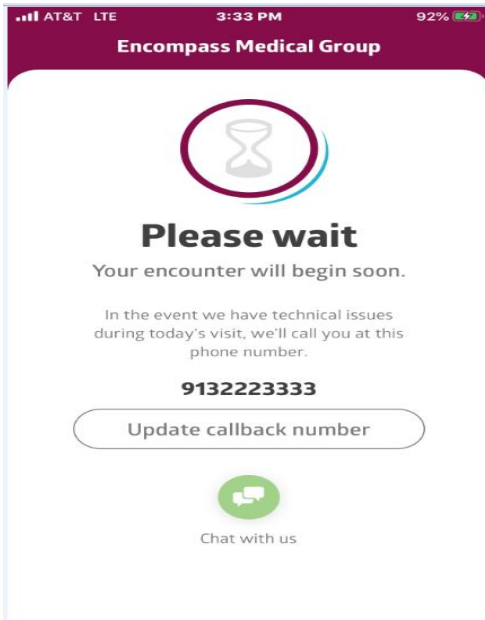 AT&T LTE 3:33 PM 92%
Encompass Medical Group
Please wait
Your encounter will begin soon.
In the event we have technical issues
during today's visit, we'll call you at this
phone number.
9132223333
Update callback number
Chat with us